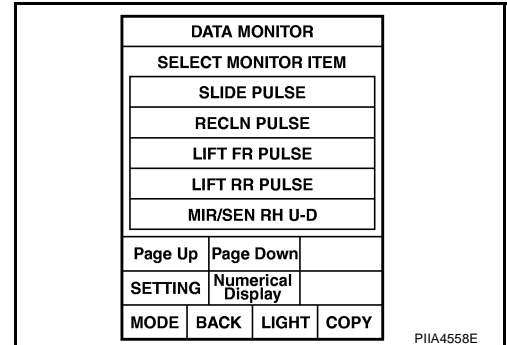 DATA MONITOR
SELECT MONITOR ITEM
SLIDE PULSE
RECLN PULSE
LIFT FR PULSE
LIFT RR PULSE
MIR/SEN RH U-D
Page Up Page Down
SETTING Numerical Display
MODE BACK LIGHT COPY
PIIA4558E